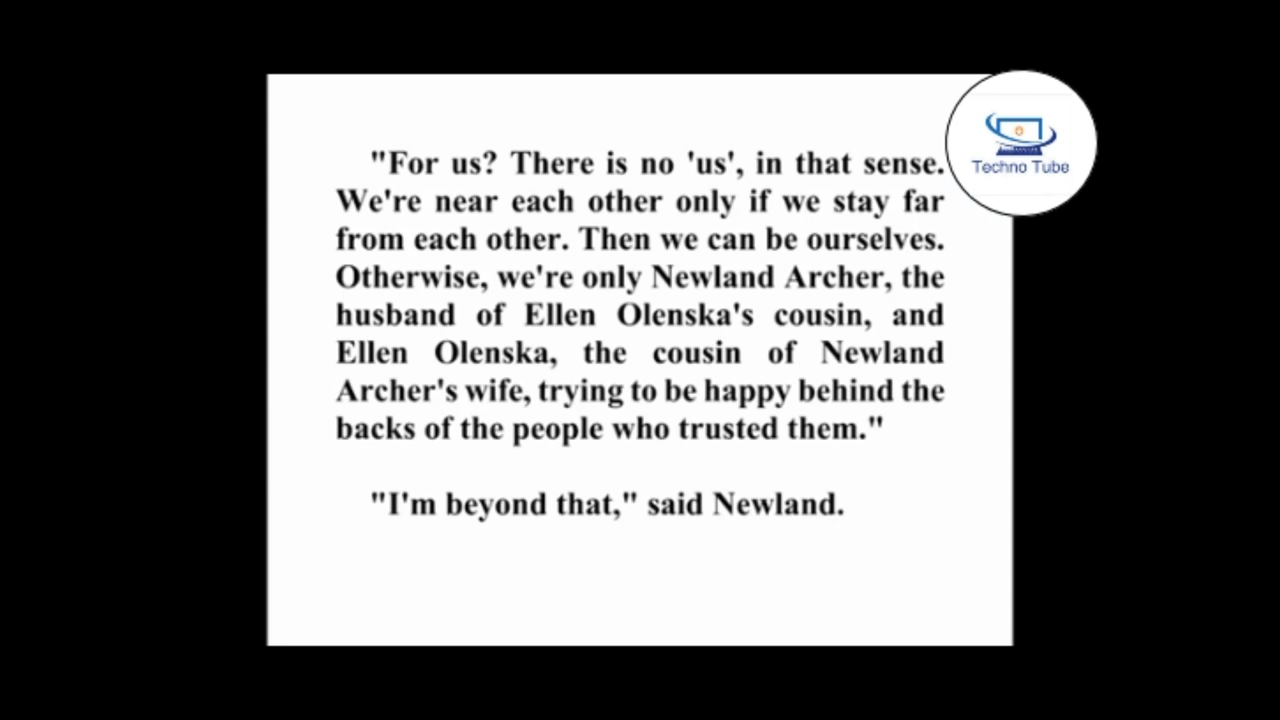 "For us? There is no 'us', in that sense.
We're near each other only if we stay far
from each other. Then we can be ourselves.
Otherwise, we're only Newland Archer, the
husband of Ellen Olenska's cousin, and
Ellen Olenska, the cousin of Newland
Archer's wife, trying to be happy behind the
backs of the people who trusted them."
"I'm beyond that," said Newland.
Techno Tube